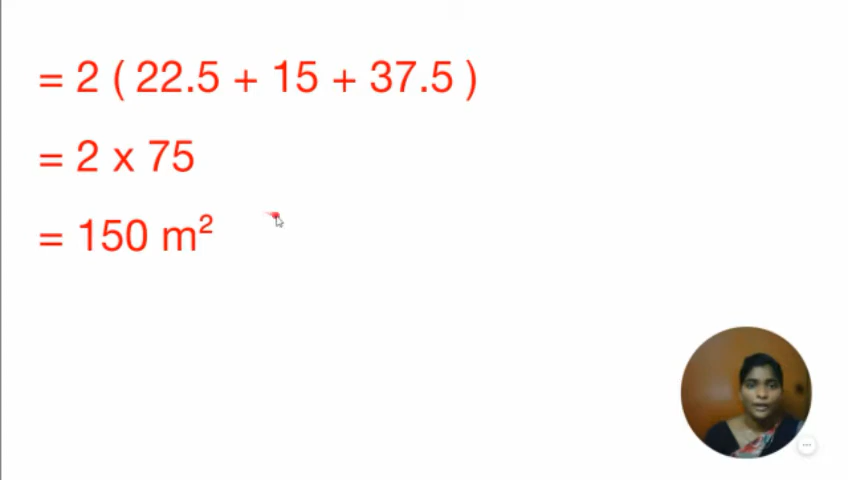 = 2 ( 22.5 + 15 + 37.5 )
= 2 x 75
= 150 m²